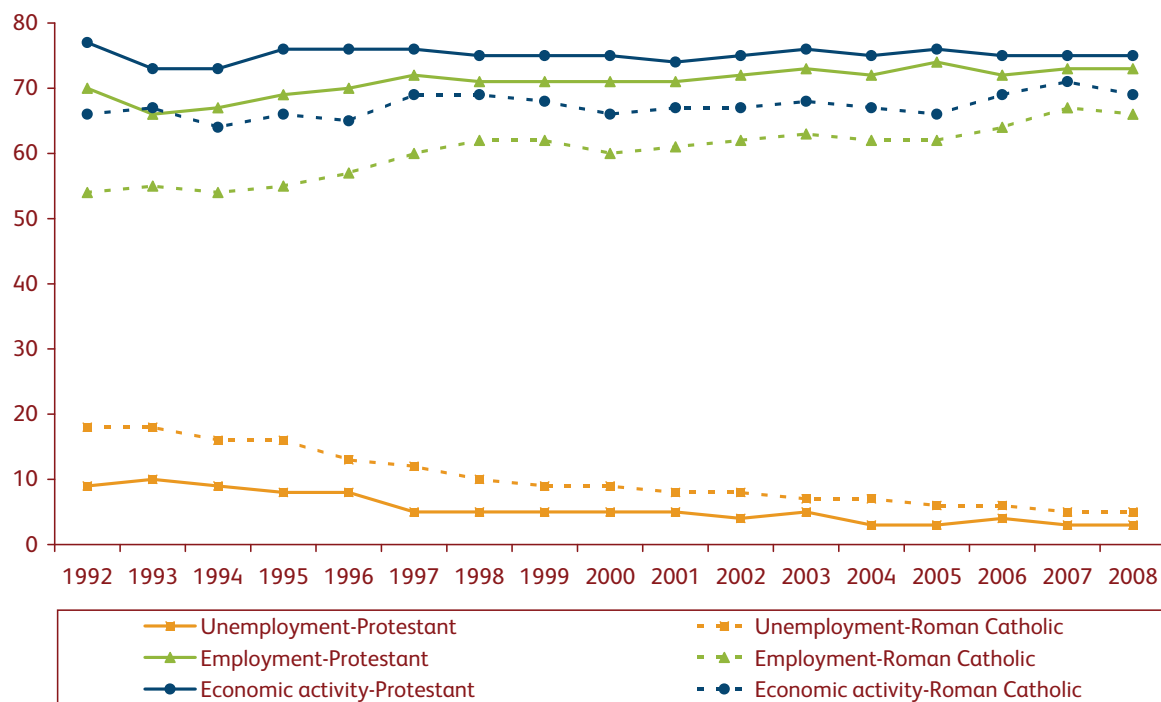 80
70
60
50
40
30
20
10
0
1992 1993 1994 1995 1996 1997 1998 1999 2000 2001 2002 2003 2004 2005 2006 2007 2008
Unemployment-Protestant Unemployment-Roman Catholic
Employment-Protestant Employment-Roman Catholic
Economic activity-Protestant Economic activity-Roman Catholic